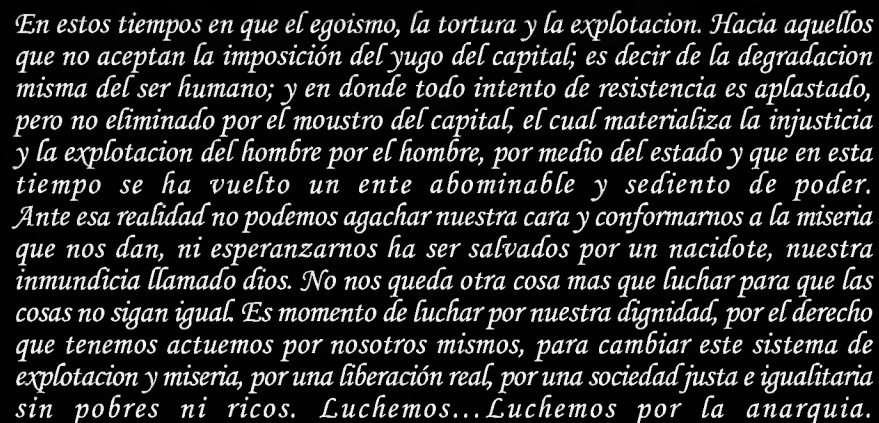 En estos tiempos en que el egoismo, la tortura y la explotacion. Hacia aquellos
que no aceptan la imposición del yugo del capital; es decir de la degradacion
misma del ser humano; y en donde todo intento de resistencia es aplastado,
pero no eliminado por el moustro del capital, el cual materializa la injusticia
y la explotacion del hombre por el hombre, por medio del estado y que en esta
tiempo se ha vuelto un ente abominable y sediento de poder.
Ante esa realidad no podemos agachar nuestra cara y conformarnos a la miseria
que nos dan, ni esperanzarnos ha ser salvados por un nacidote, nuestra
inmundicia llamado dios. No nos queda otra cosa mas que luchar para que las
cosas no sigan igual. Es momento de luchar por nuestra dignidad, por el derecho
que tenemos actuemos por nosotros mismos, para cambiar este sistema de
explotacion y miseria, por una liberación real, por una sociedad justa e igualitaria
sin pobres ni ricos. Luchemos...Luchemos por la anarquia.